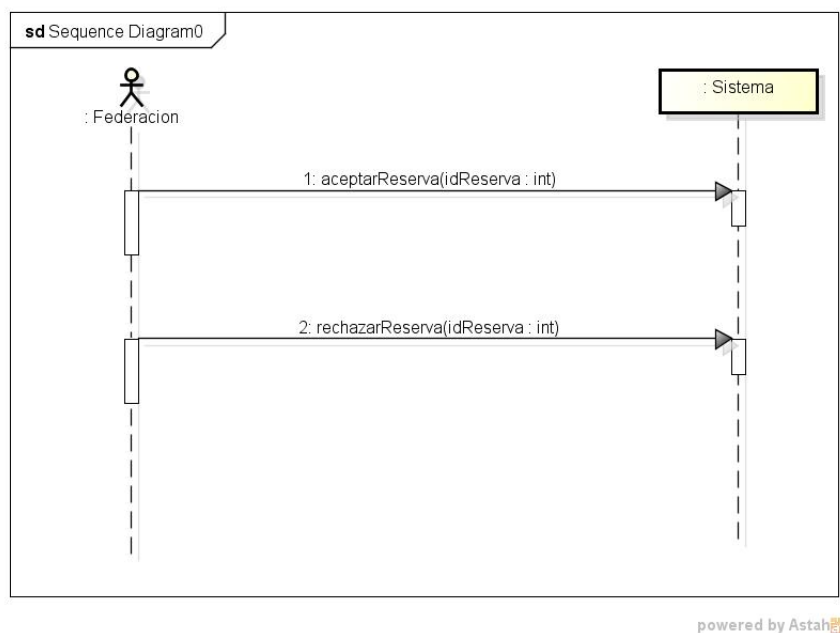 sd Sequence Diagram0
: Federacion
: Sistema
1: aceptarReserva(idReserva : int)
2: rechazarReserva(idReserva : int)
powered by Astah